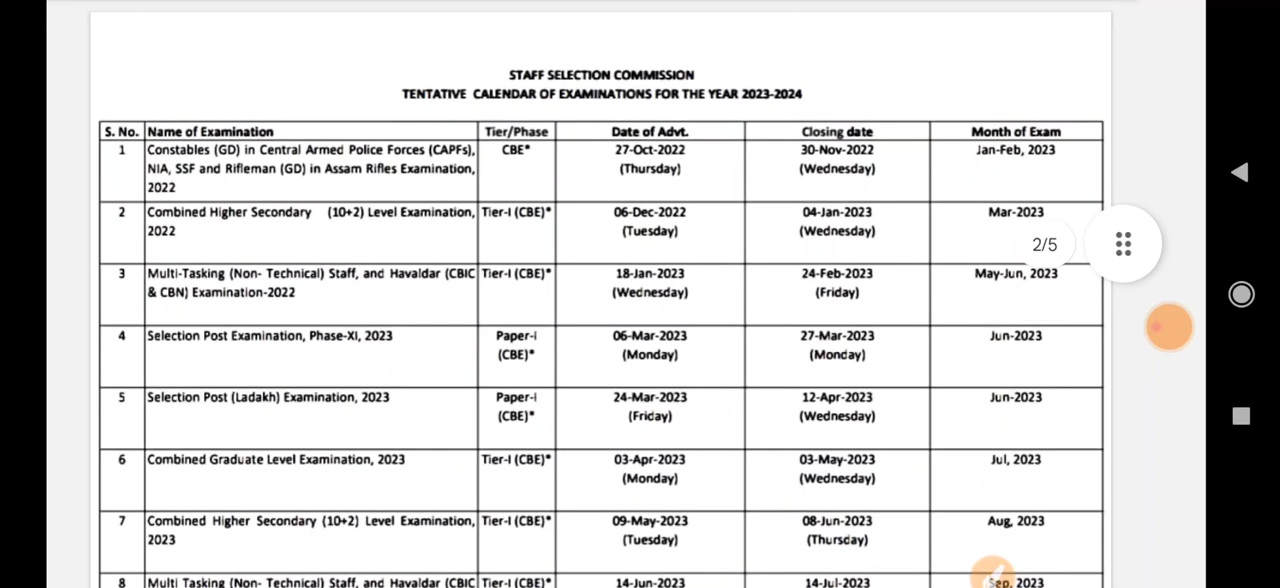 STAFF SELECTION COMMISSION
TENTATIVE CALENDAR OF EXAMINATIONS FOR THE YEAR 2023-2024
S. No. Name of Examination Tier/Phase Date of Advt. Closing date Month of Exam
1 Constables (GD) in Central Armed Police Forces (CAPFs), CBE* 27-Oct-2022 30-Nov-2022 Jan-Feb, 2023
NIA, SSF and Rifleman (GD) in Assam Rifles Examination, (Thursday) (Wednesday)
2022
2 Combined Higher Secondary (10+2) Level Examination, Tier-I (CBE)* 06-Dec-2022 04-Jan-2023 Mar-2023
2022 (Tuesday) (Wednesday)
2/5
3 Multi-Tasking (Non- Technical) Staff, and Havaldar (CBIC Tier-I (CBE)* 18-Jan-2023 24-Feb-2023 May-Jun, 2023
& CBN) Examination-2022 (Wednesday) (Friday)
4 Selection Post Examination, Phase-XI, 2023 Paper-I 06-Mar-2023 27-Mar-2023 Jun-2023
(CBE)* (Monday) (Monday)
5 Selection Post (Ladakh) Examination, 2023 Paper-I 24-Mar-2023 12-Apr-2023 Jun-2023
(CBE)* (Friday) (Wednesday)
6 Combined Graduate Level Examination, 2023 Tier-I (CBE)* 03-Apr-2023 03-May-2023 Jul, 2023
(Monday) (Wednesday)
7 Combined Higher Secondary (10+2) Level Examination, Tier-I (CBE)* 09-May-2023 08-Jun-2023 Aug, 2023
2023 (Tuesday) (Thursday)
8 Multi Tasking (Non- Technical) Staff, and Havaldar (CBIC Tier-I (CBE)* 14-Jun-2023 14-Jul-2023 Sep, 2023